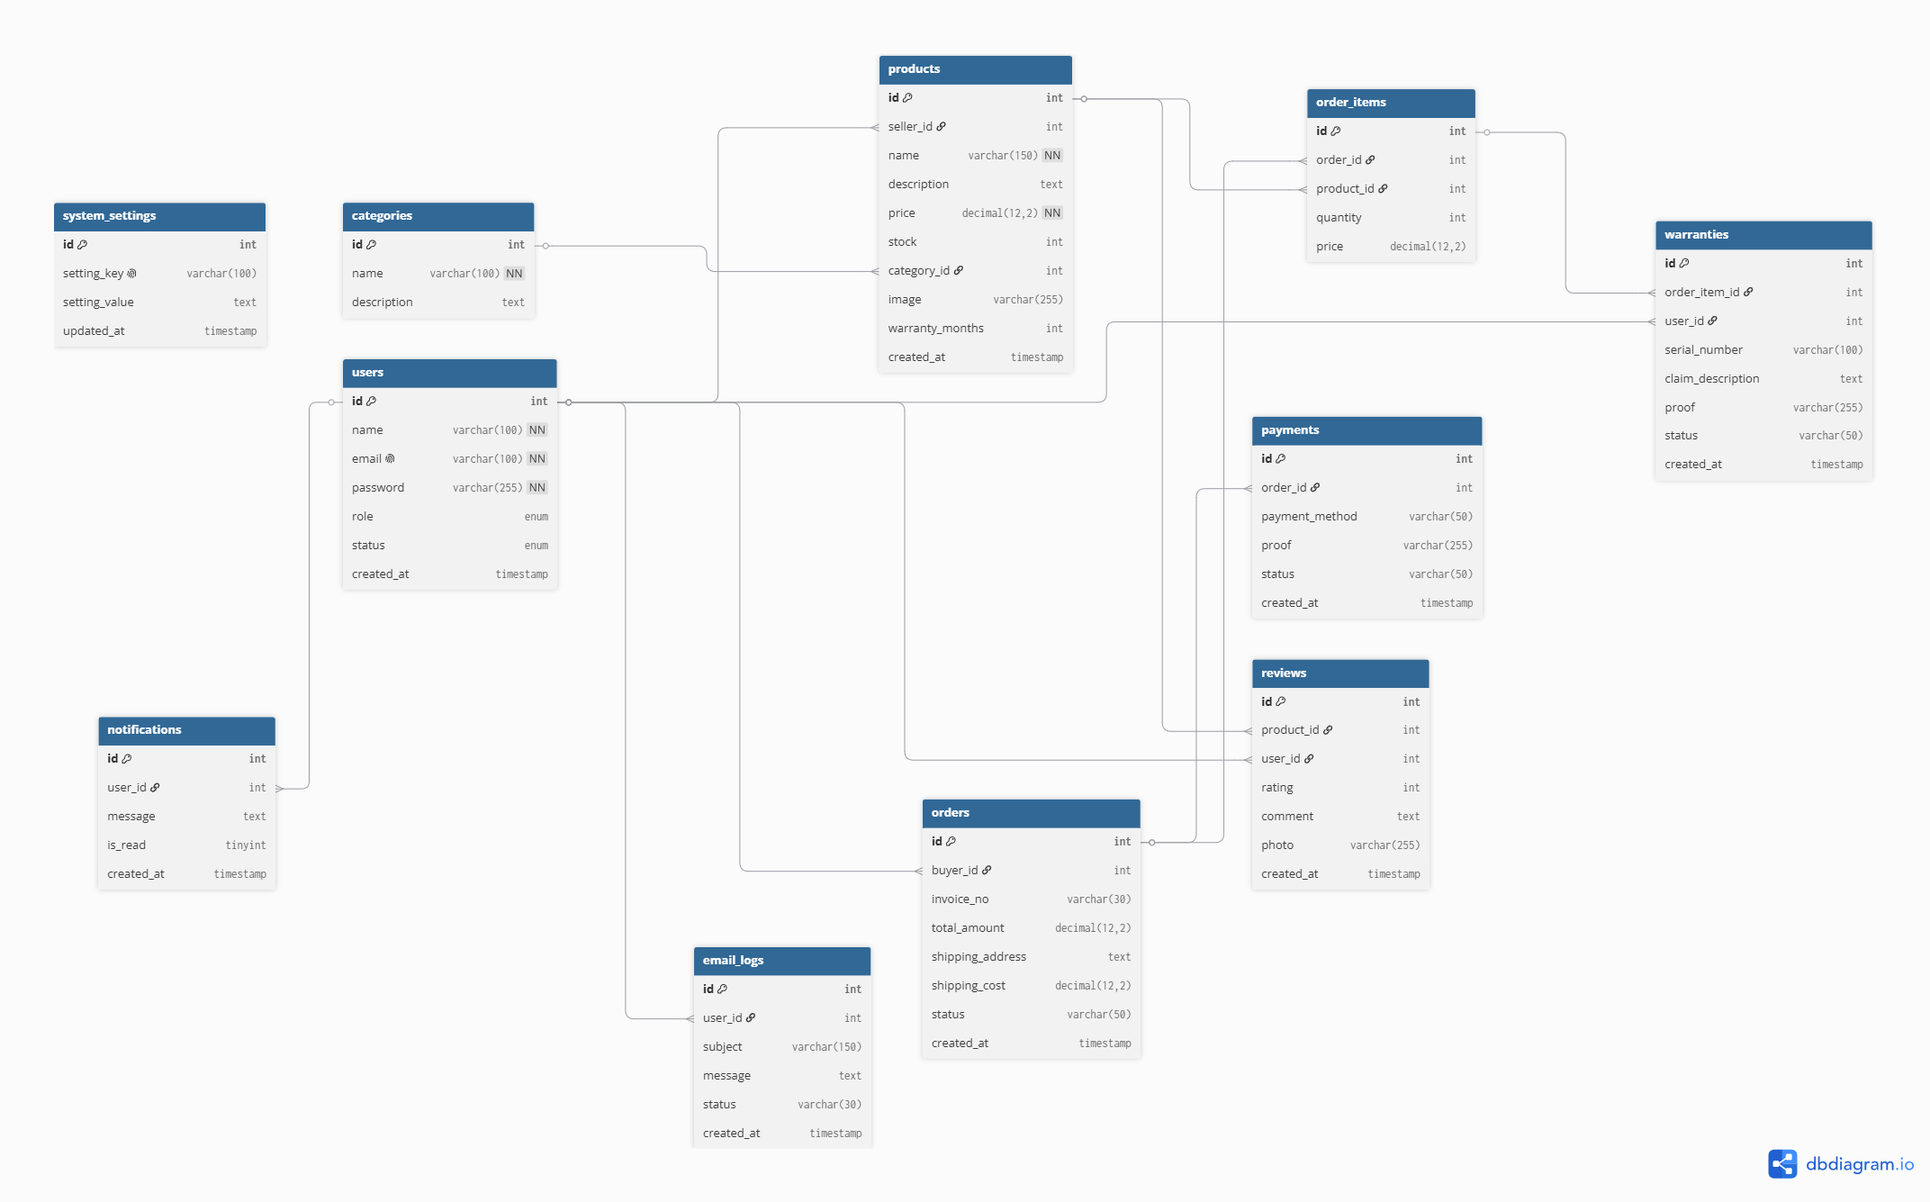 products
id int
seller_id int
name varchar(150) NN
description text
price decimal(12,2) NN
stock int
category_id int
image varchar(255)
warranty_months int
created_at timestamp
order_items
id int
order_id int
product_id int
quantity int
price decimal(12,2)
system_settings
id int
setting_key varchar(100)
setting_value text
updated_at timestamp
categories
id int
name varchar(100) NN
description text
warranties
id int
order_item_id int
user_id int
serial_number varchar(100)
claim_description text
proof varchar(255)
status varchar(50)
created_at timestamp
users
id int
name varchar(100) NN
email varchar(100) NN
password varchar(255) NN
role enum
status enum
created_at timestamp
payments
id int
order_id int
payment_method varchar(50)
proof varchar(255)
status varchar(50)
created_at timestamp
reviews
id int
product_id int
user_id int
rating int
comment text
photo varchar(255)
created_at timestamp
notifications
id int
user_id int
message text
is_read tinyint
created_at timestamp
orders
id int
buyer_id int
invoice_no varchar(30)
total_amount decimal(12,2)
shipping_address text
shipping_cost decimal(12,2)
status varchar(50)
created_at timestamp
email_logs
id int
user_id int
subject varchar(150)
message text
status varchar(30)
created_at timestamp
dbdiagram.io